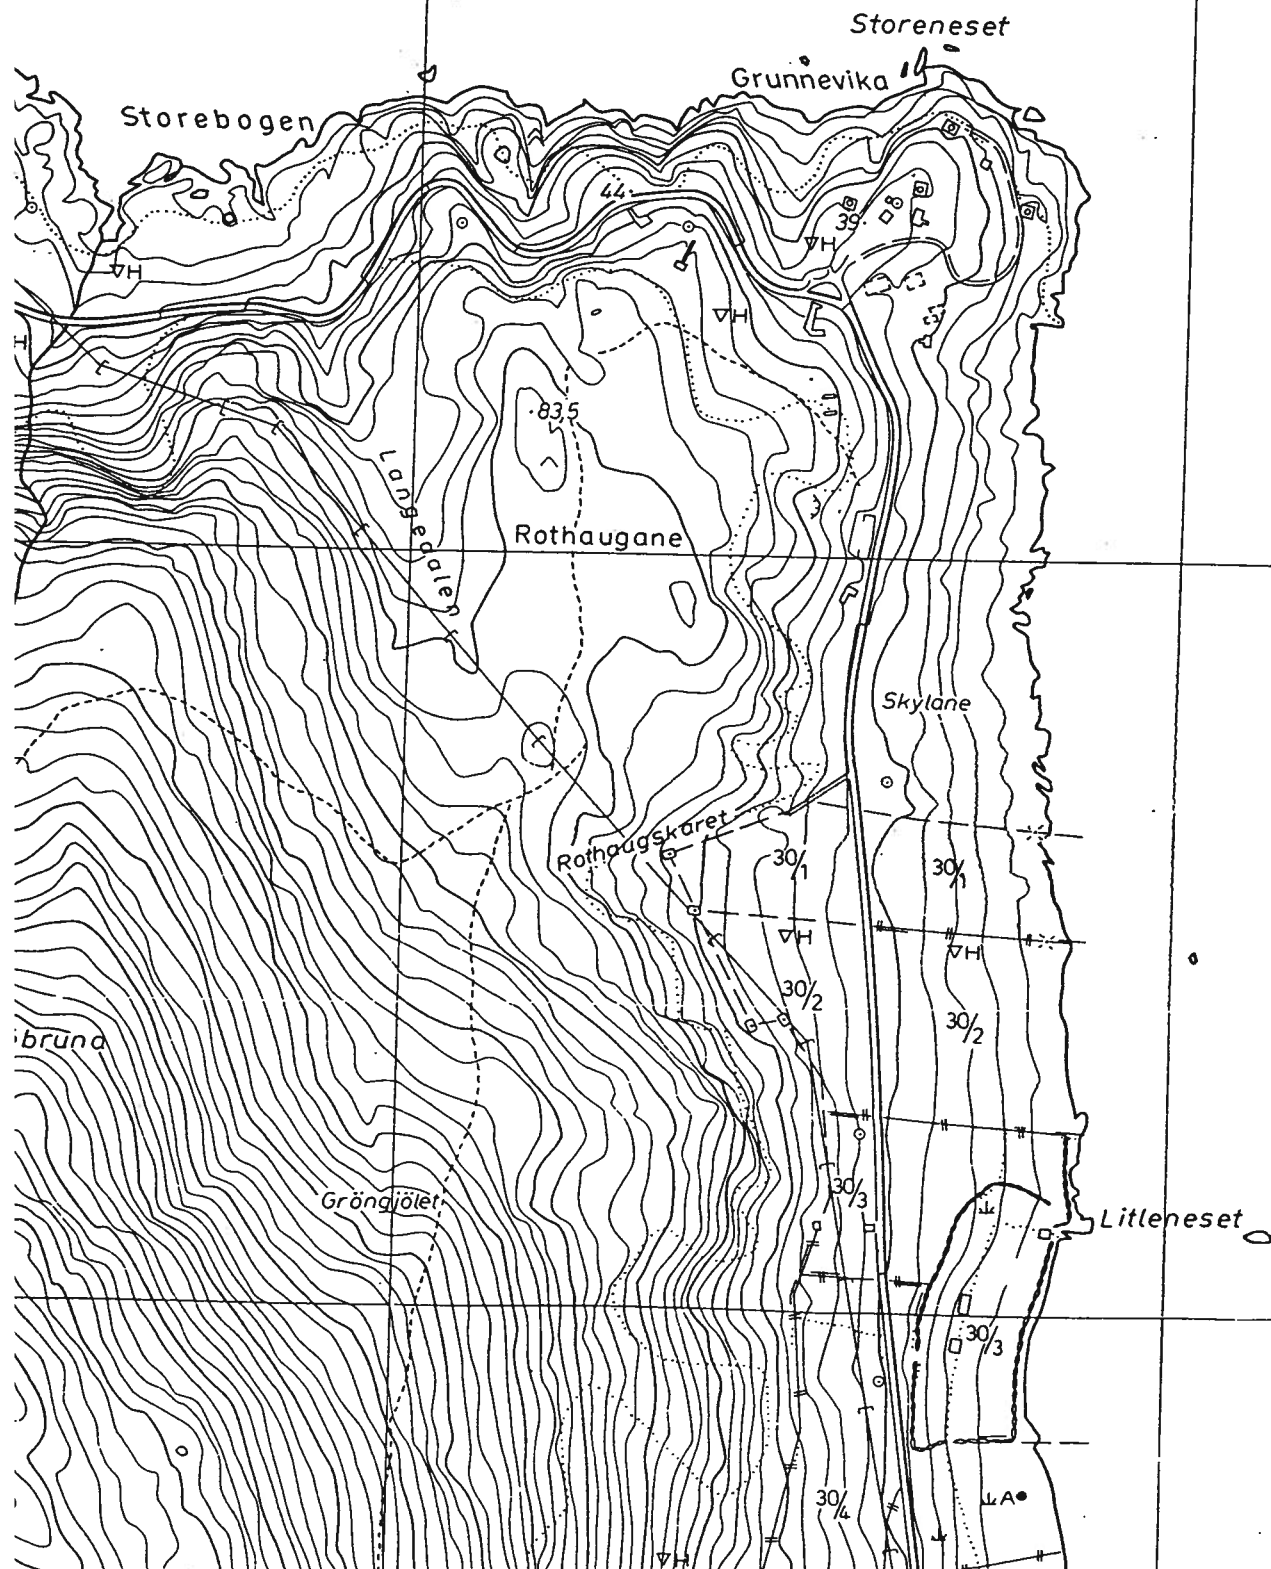 Storeneset
Grunnevika
Storebogen
44
39
H
H
H
H
83.5
Langedalen
Rothaugane
Skylane
Rothaugskaret
30/1
30/1
H
H
30/2
30/2
brund
30/3
Gröngjölet
Litleneset
30/3
30/4
A
H